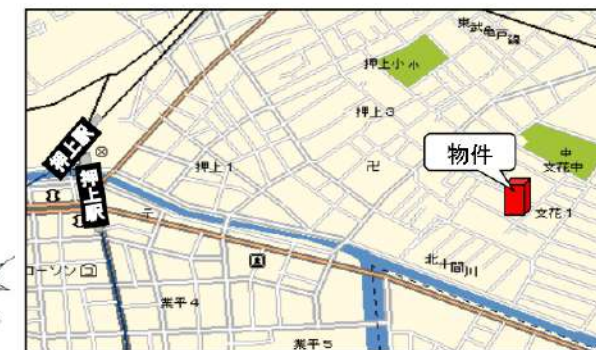 東武亀戸線
押上小
小
押上3
押上駅
押上1
卍
物件
中
文花中
押上駅
文花1
〒
北十間川
ローソン
業平4
業平5